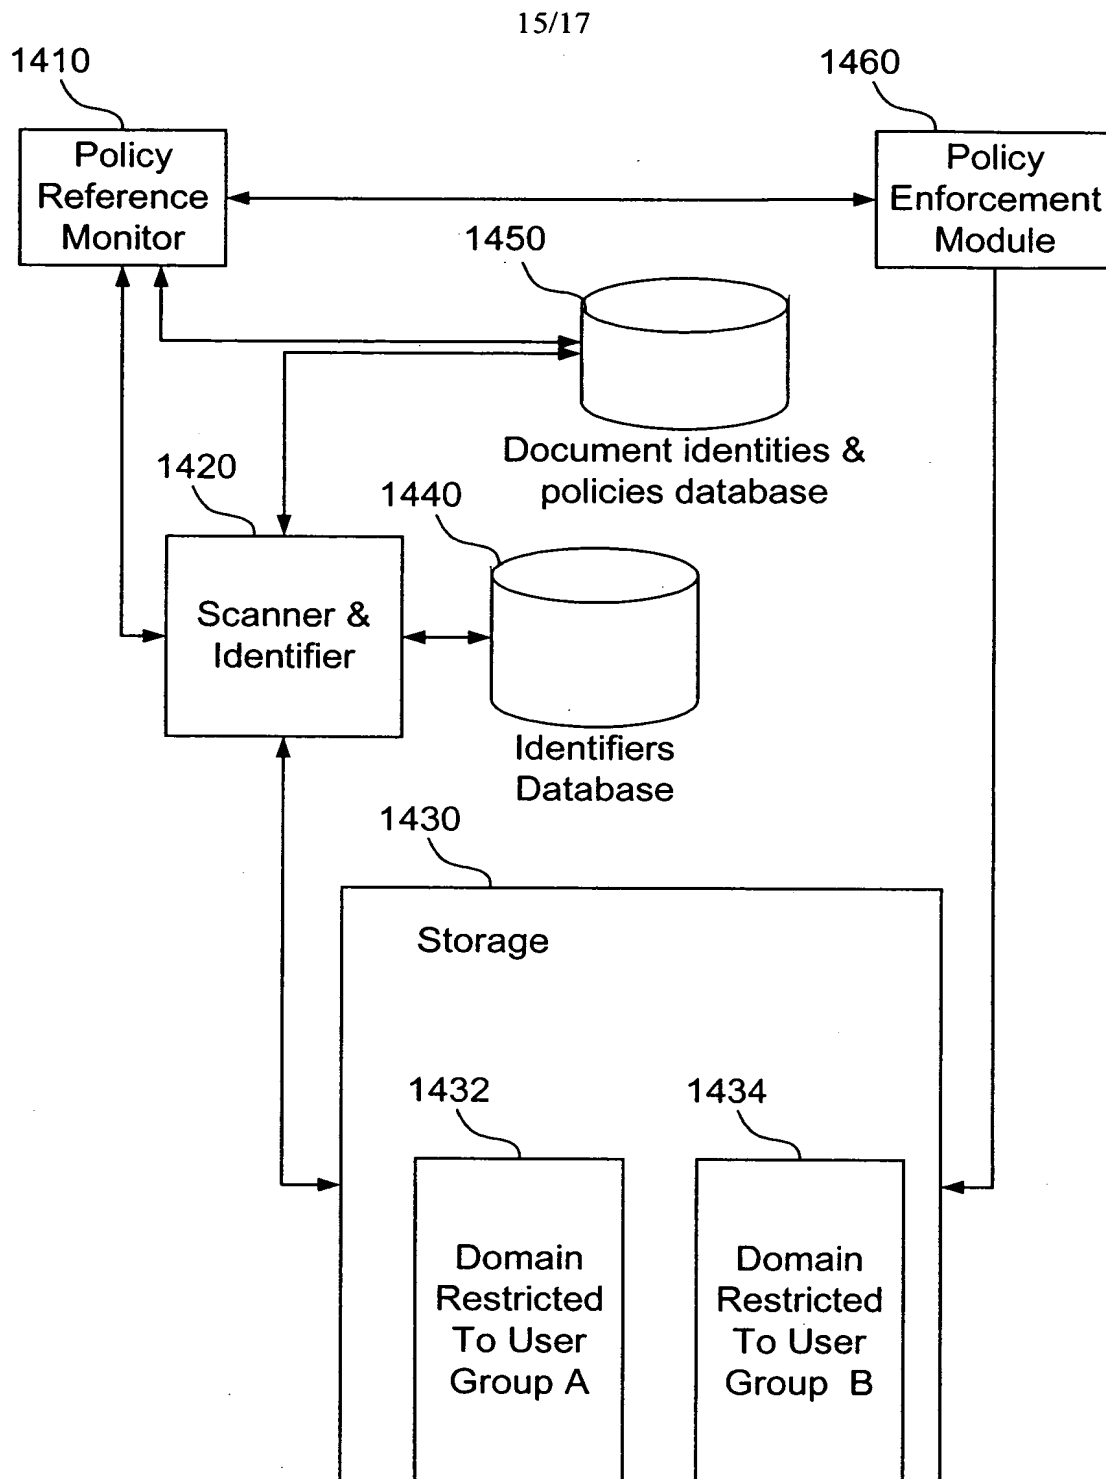 15/17
1410
1460
Policy
Reference
Monitor
Policy
Enforcement
Module
1450
Document identities &
policies database
1420
1440
Scanner &
Identifier
Identifiers
Database
1430
Storage
1432
1434
Domain
Restricted
To User
Group A
Domain
Restricted
To User
Group B